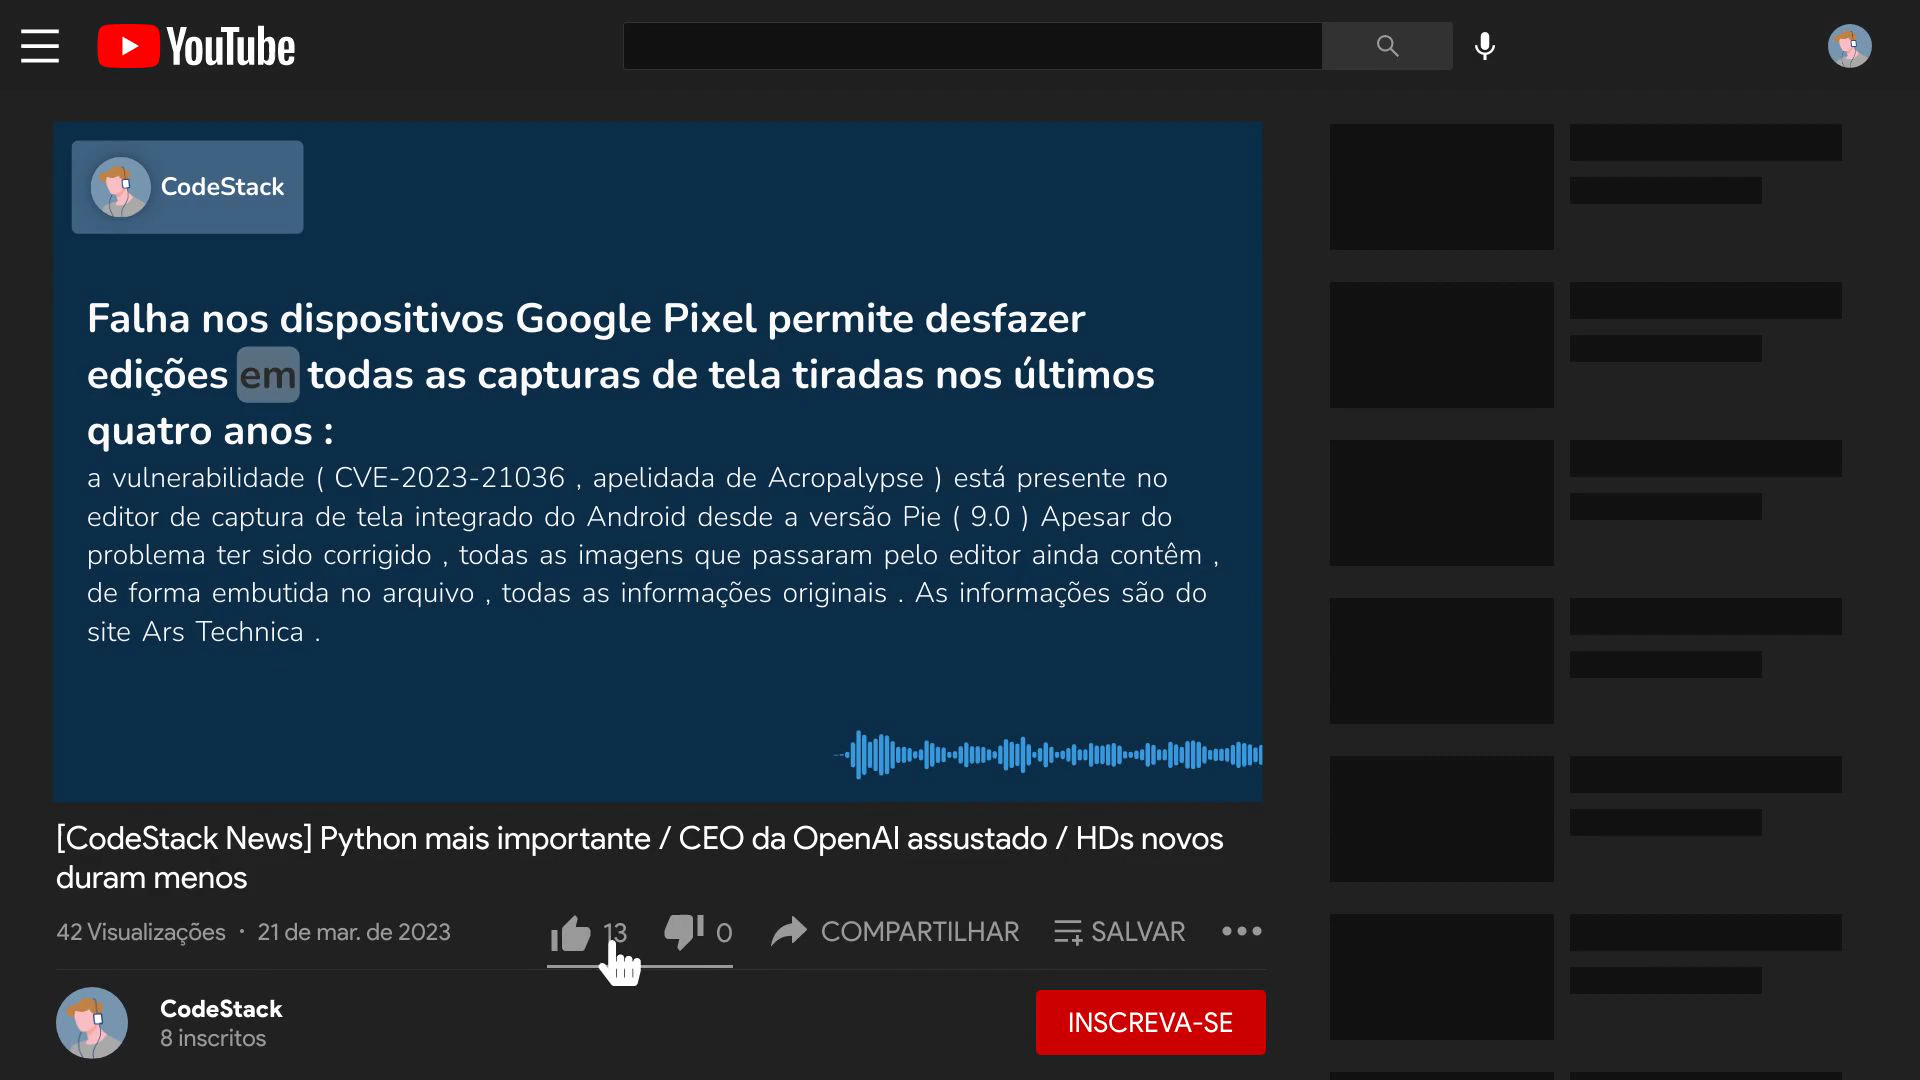 YouTube
CodeStack
Falha nos dispositivos Google Pixel permite desfazer
edições em todas as capturas de tela tiradas nos últimos
quatro anos :
a vulnerabilidade ( CVE-2023-21036 , apelidada de Acropalypse ) está presente no
editor de captura de tela integrado do Android desde a versão Pie ( 9.0 ) Apesar do
problema ter sido corrigido , todas as imagens que passaram pelo editor ainda contêm ,
de forma embutida no arquivo , todas as informações originais . As informações são do
site Ars Technica .
[CodeStack News] Python mais importante / CEO da OpenAI assustado / HDs novos
duram menos
42 Visualizações · 21 de mar. de 2023 13 0 COMPARTILHAR SALVAR
CodeStack
8 inscritos
INSCREVA-SE